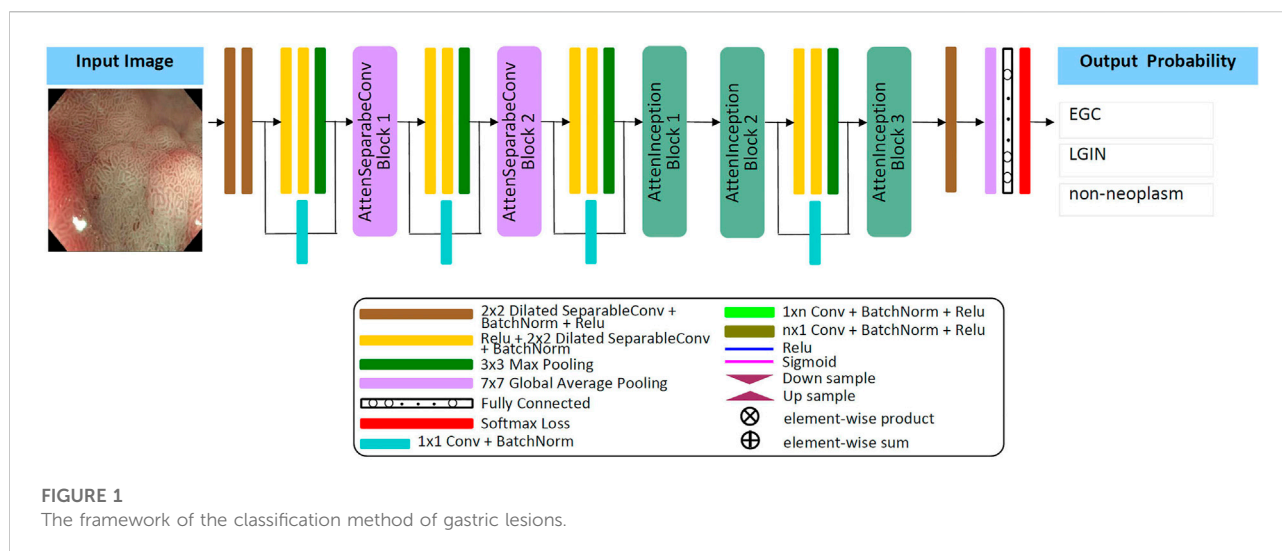 Input Image
AttenSeparabeConv
Block 1
AttenSeparabeConv
Block 2
AttenInception
Block 1
AttenInception
Block 2
AttenInception
Block 3
Output Probability
EGC
LGIN
non-neoplasm
2x2 Dilated SeparableConv +
BatchNorm + Relu
Relu + 2x2 Dilated SeparableConv
+ BatchNorm
3x3 Max Pooling
7x7 Global Average Pooling
Fully Connected
Softmax Loss
1x1 Conv + BatchNorm
1xn Conv + BatchNorm + Relu
nx1 Conv + BatchNorm + Relu
Relu
Sigmoid
Down sample
Up sample
element-wise product
element-wise sum
FIGURE 1
The framework of the classification method of gastric lesions.